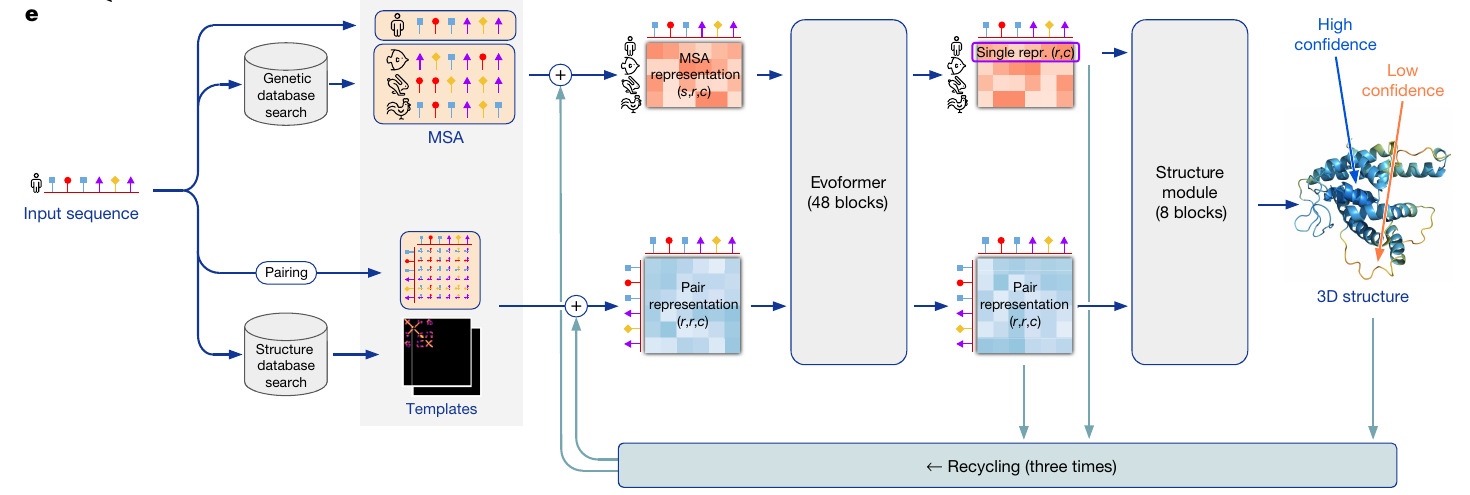 e
Genetic
database
search
MSA
Input sequence
Pairing
Structure
database
search
Templates
+
MSA
representation
(s,r,c)
+
Pair
representation
(r,r,c)
Evoformer
(48 blocks)
Single repr. (r,c)
Pair
representation
(r,r,c)
Structure
module
(8 blocks)
High
confidence
Low
confidence
3D structure
← Recycling (three times)